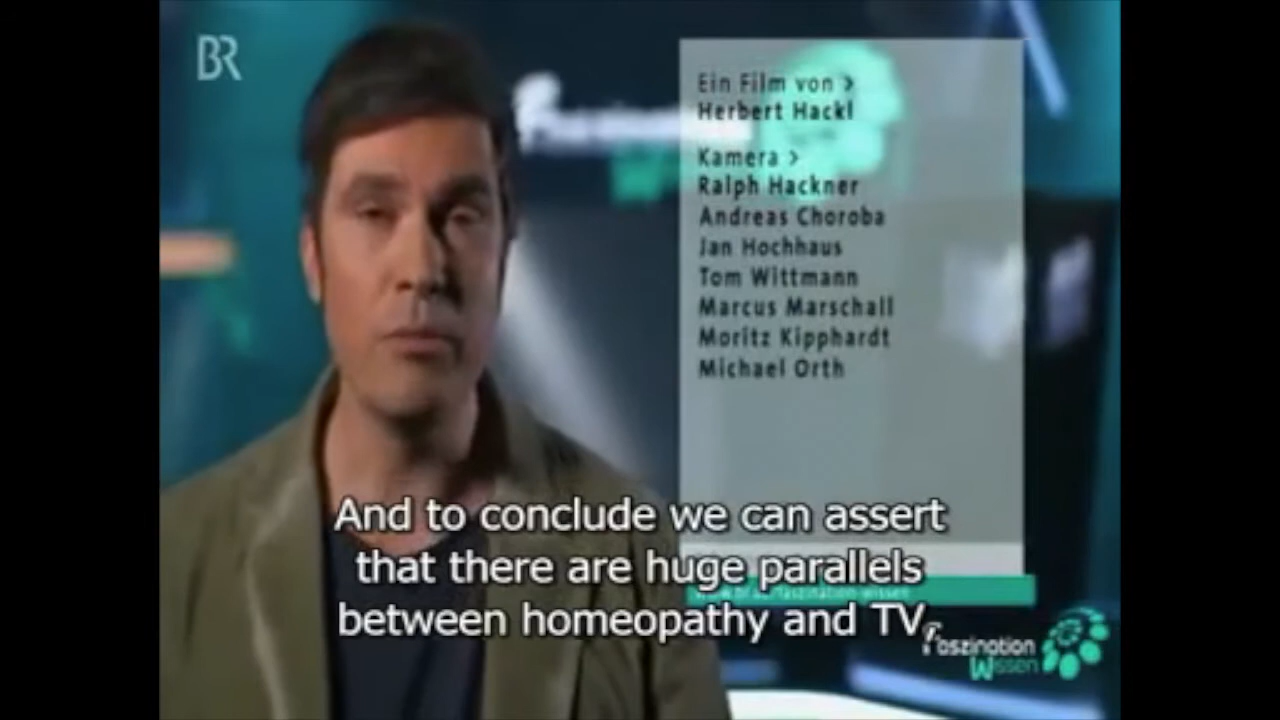 BR
Ein Film von >
Herbert Hackl
Kamera >
Ralph Hackner
Andreas Choroba
Jan Hochhaus
Tom Wittmann
Marcus Marschall
Moritz Kipphardt
Michael Orth
And to conclude we can assert
that there are huge parallels
between homeopathy and TV.
Faszination
Wissen